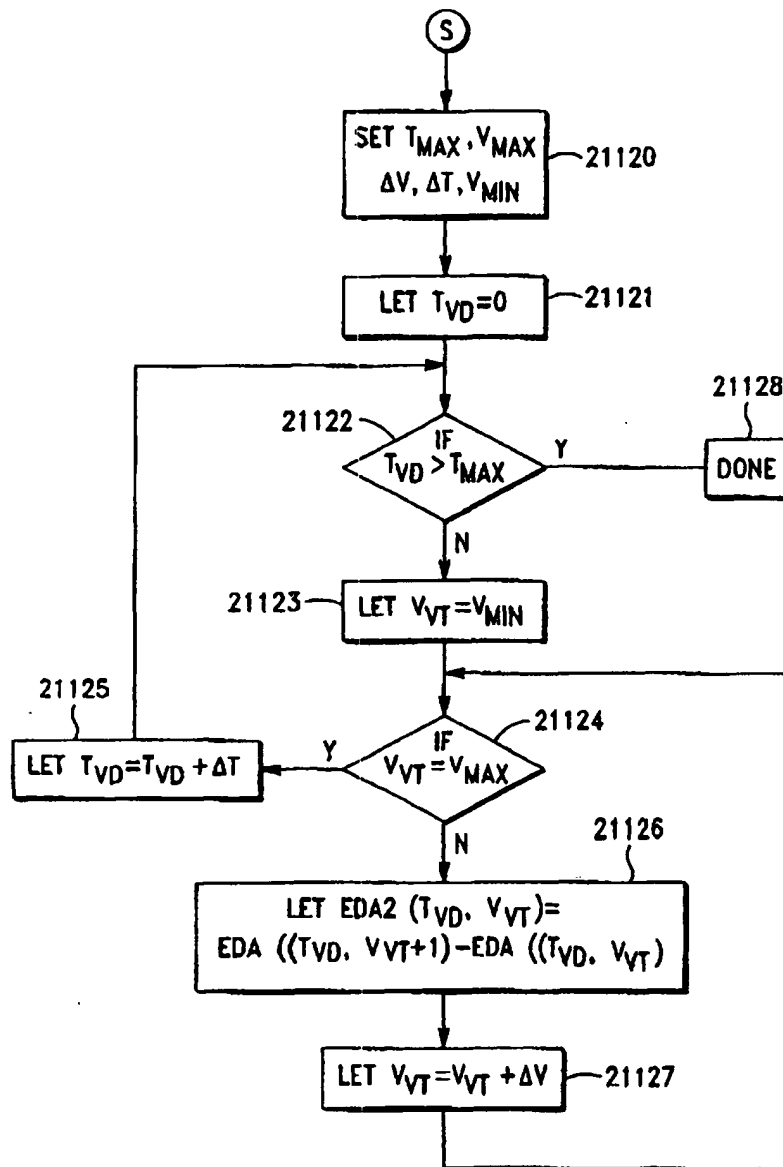 S
SET T_MAX, V_MAX
ΔV, ΔT, V_MIN
21120
LET T_VD=0
21121
21122
IF
T_VD > T_MAX
Y
21128
DONE
N
21123
LET V_VT=V_MIN
21125
LET T_VD=T_VD+ΔT
Y
21124
IF
V_VT=V_MAX
N
21126
LET EDA2 (T_VD, V_VT)=
EDA ((T_VD, V_VT+1)-EDA ((T_VD, V_VT)
LET V_VT=V_VT+ΔV
21127